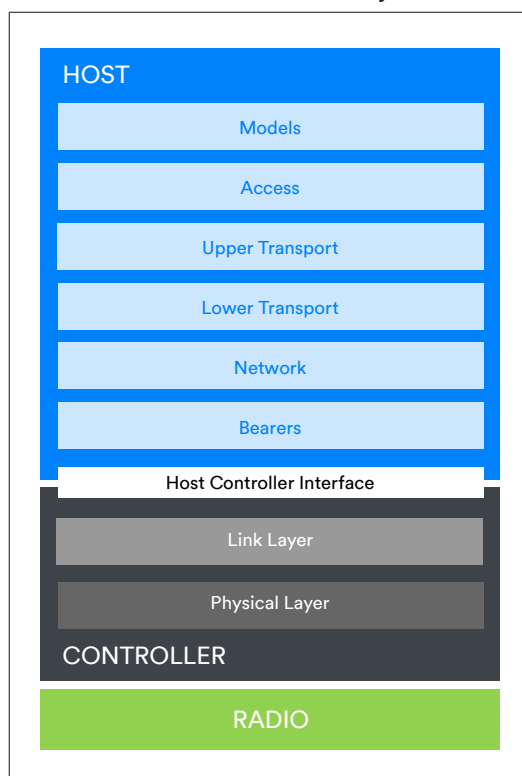 HOST
Models
Access
Upper Transport
Lower Transport
Network
Bearers
Host Controller Interface
Link Layer
Physical Layer
CONTROLLER
RADIO